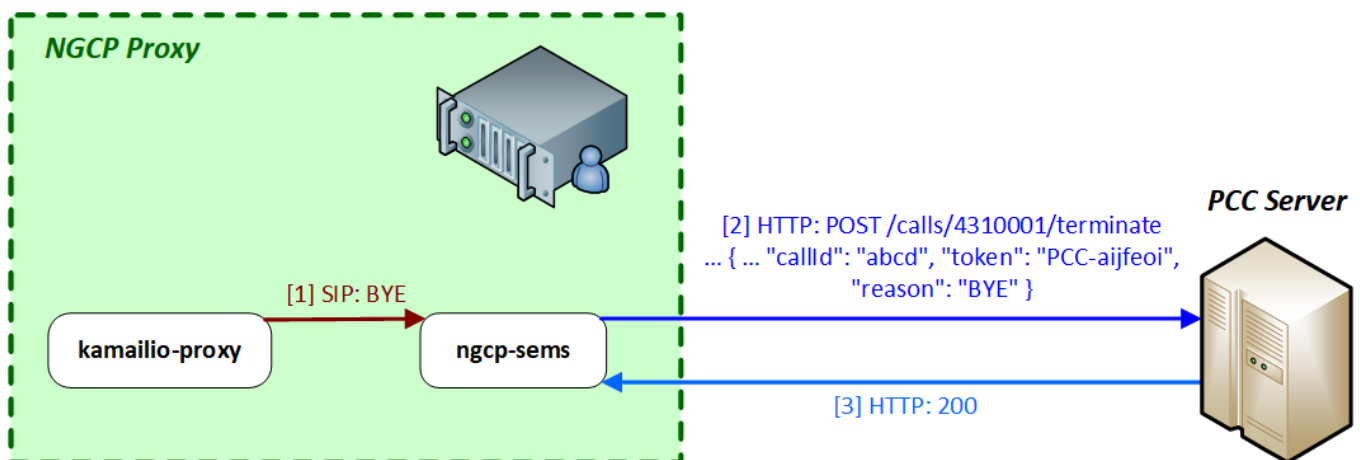 NGCP Proxy
PCC Server
[2] HTTP: POST /calls/4310001/terminate
... { ... "callId": "abcd", "token": "PCC-aijfeoi",
"reason": "BYE" }
[1] SIP: BYE
kamailio-proxy
ngcp-sems
[3] HTTP: 200